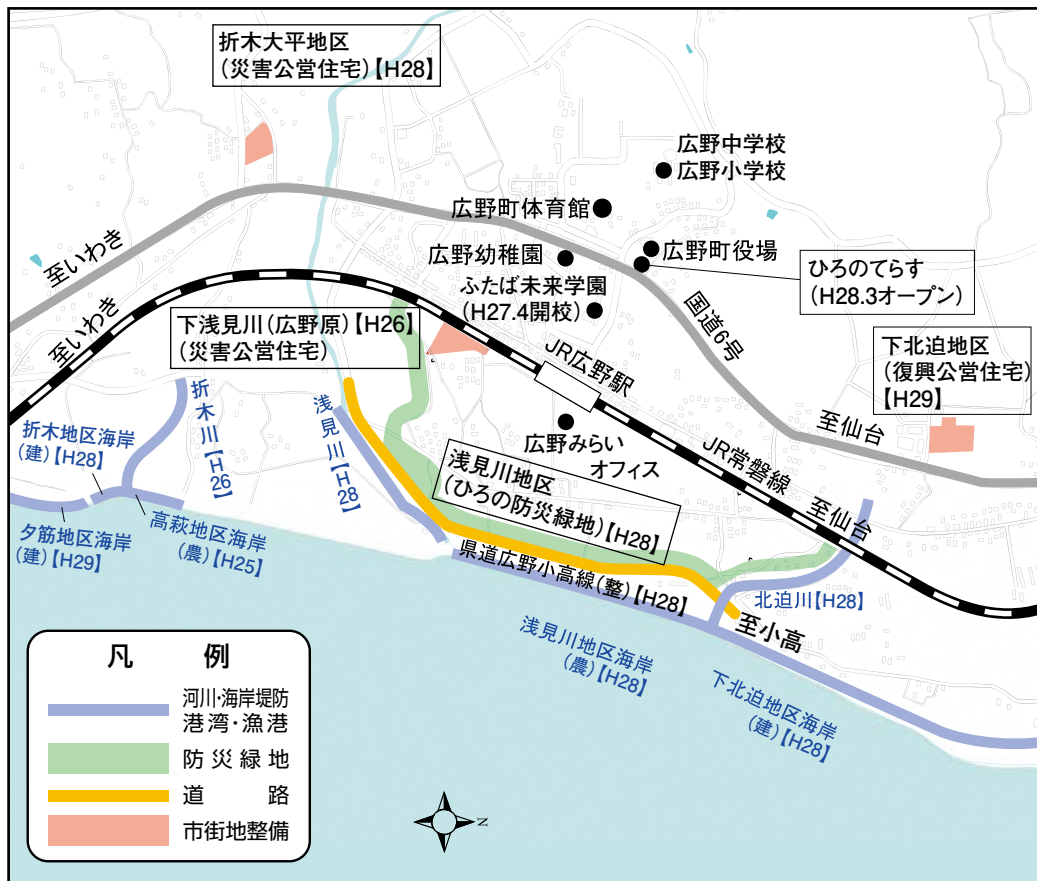 折木大平地区
(災害公営住宅)【H28】
広野中学校
広野小学校
広野町体育館
広野町役場
広野幼稚園
ひろのてらす
(H28.3オープン)
ふたば未来学園
(H27.4開校)
至いわき
至いわき
国道6号
下浅見川(広野原)【H26】
(災害公営住宅)
JR広野駅
下北迫地区
(復興公営住宅)
【H29】
至仙台
折木川【H26】
浅見川【H28】
広野みらい
オフィス
JR常磐線
至仙台
折木地区海岸
(建)【H28】
浅見川地区
(ひろの防災緑地)【H28】
夕筋地区海岸
(建)【H29】
高萩地区海岸
(農)【H25】
県道広野小高線(整)【H28】
北迫川【H28】
至小高
浅見川地区海岸
(農)【H28】
下北迫地区海岸
(建)【H28】
凡例
河川・海岸堤防
港湾・漁港
防災緑地
道路
市街地整備
N